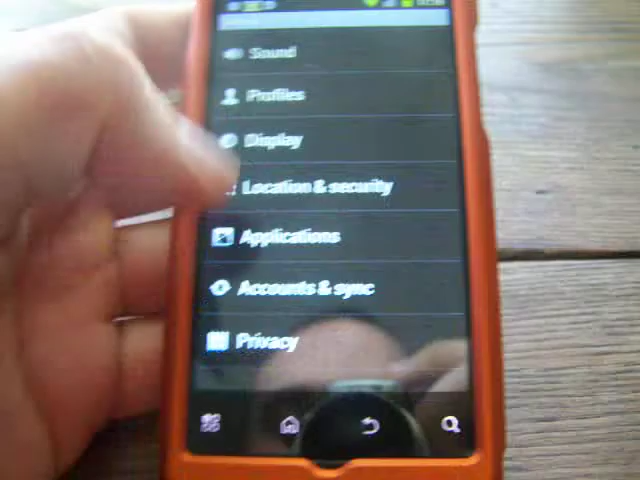 Sound
Profiles
Display
Location & security
Applications
Accounts & sync
Privacy